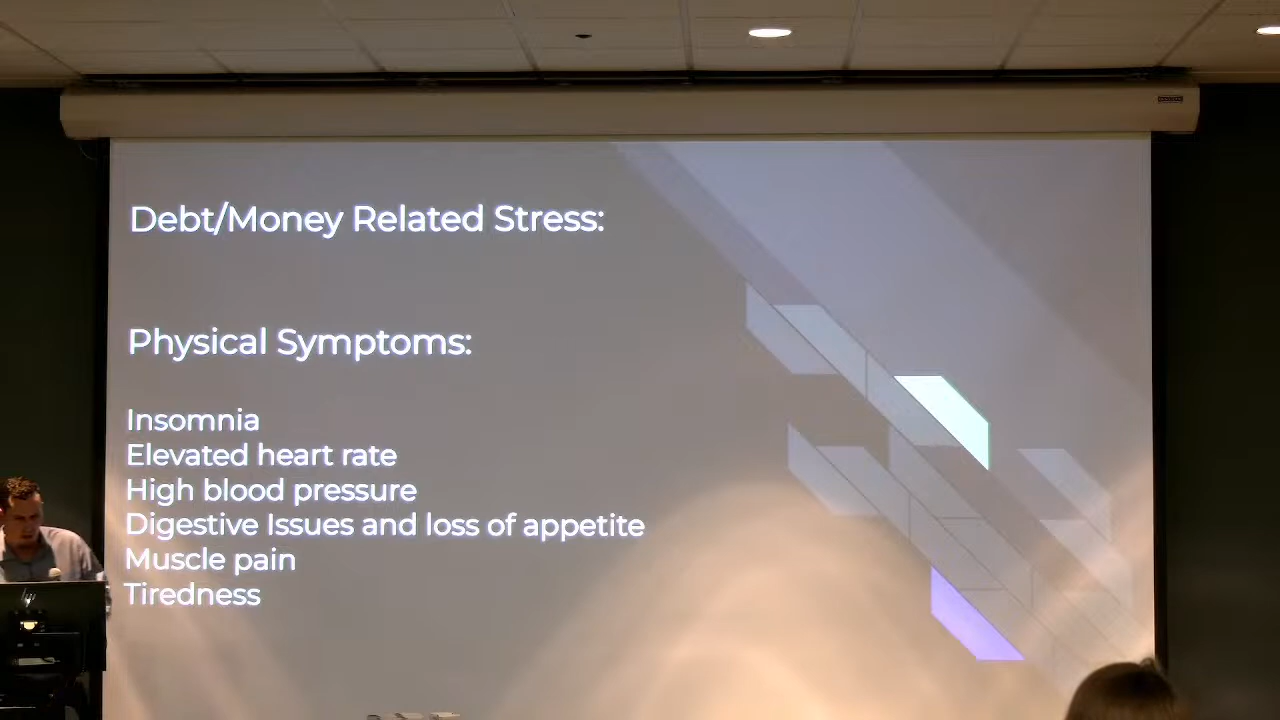 Debt/Money Related Stress:
Physical Symptoms:
Insomnia
Elevated heart rate
High blood pressure
Digestive Issues and loss of appetite
Muscle pain
Tiredness
hp